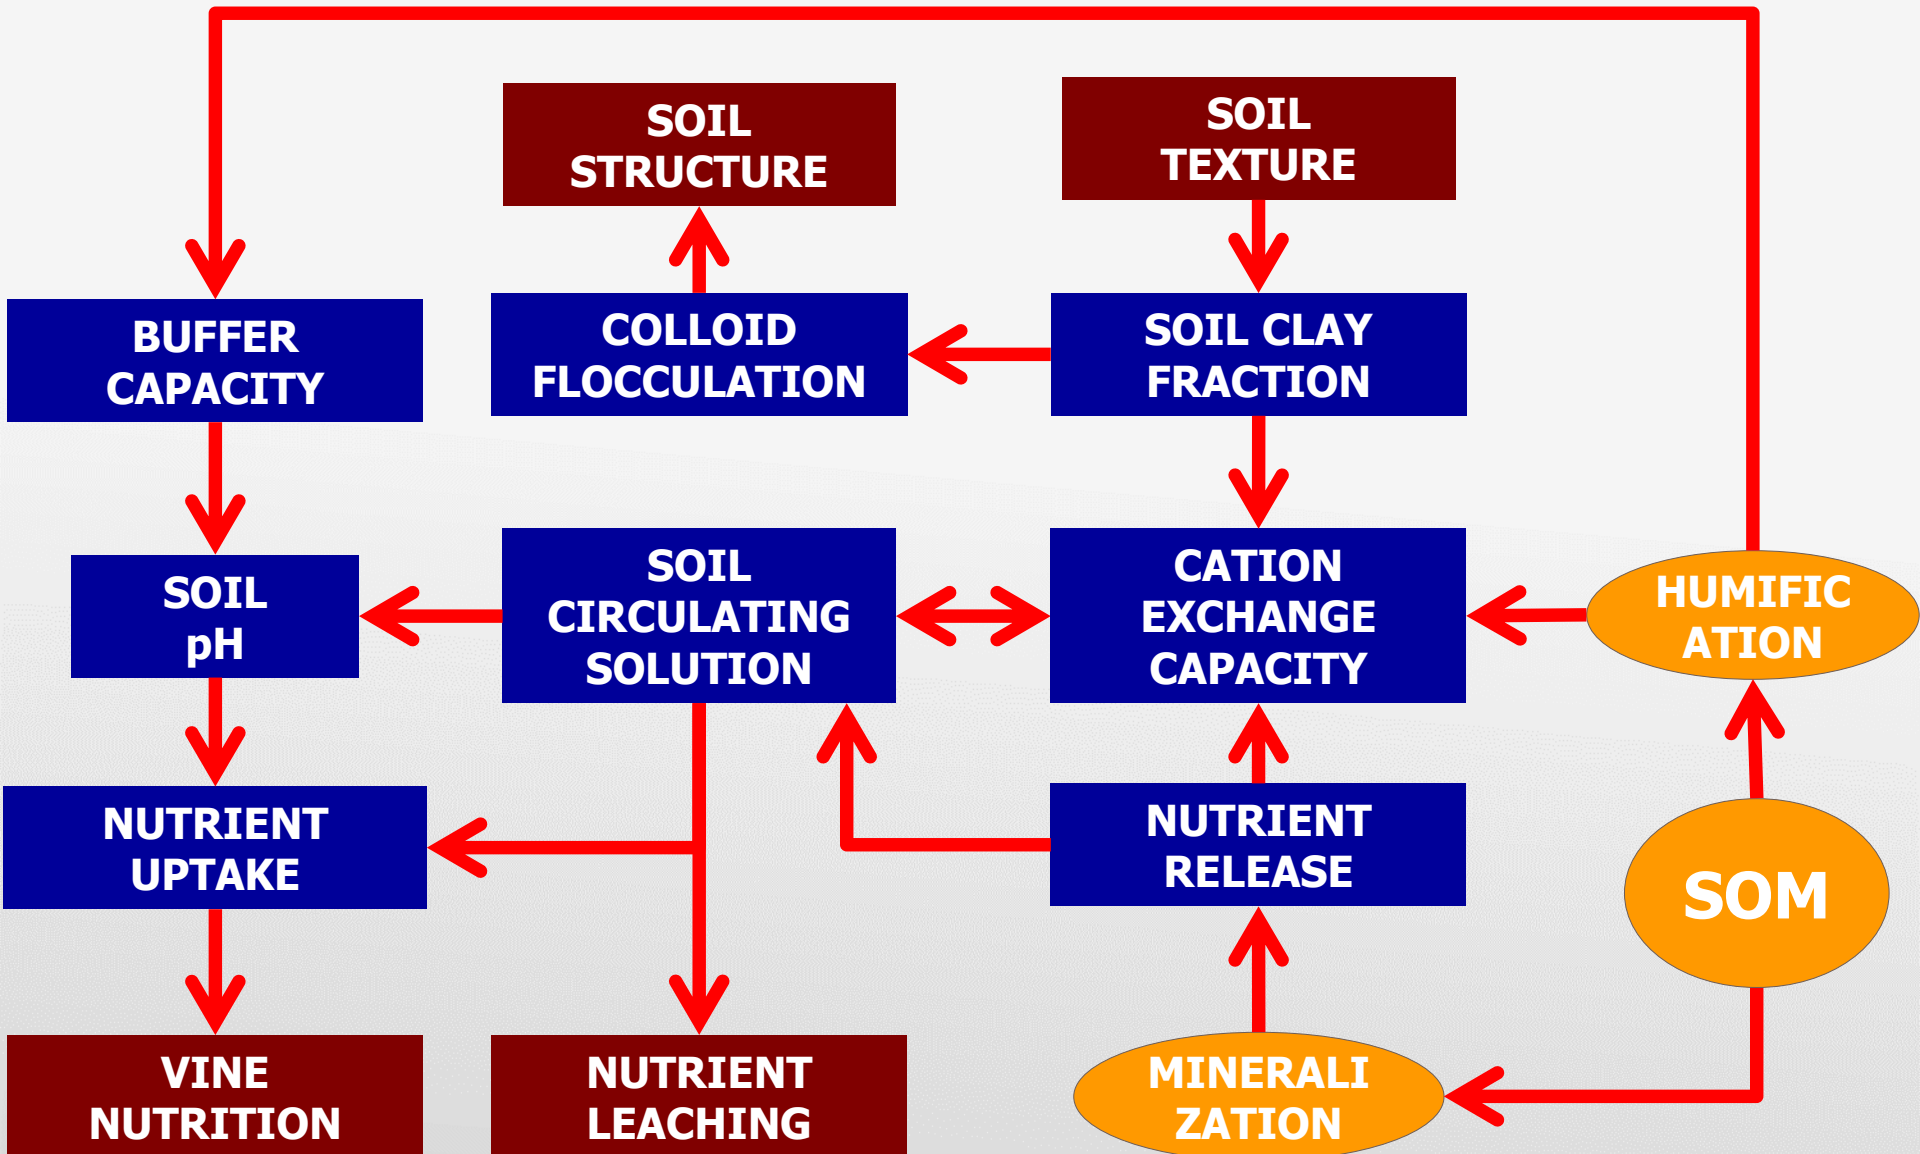 SOIL
STRUCTURE
SOIL
TEXTURE
BUFFER
CAPACITY
COLLOID
FLOCCULATION
SOIL CLAY
FRACTION
SOIL
pH
SOIL
CIRCULATING
SOLUTION
CATION
EXCHANGE
CAPACITY
HUMIFIC
ATION
NUTRIENT
UPTAKE
NUTRIENT
RELEASE
SOM
VINE
NUTRITION
NUTRIENT
LEACHING
MINERALI
ZATION